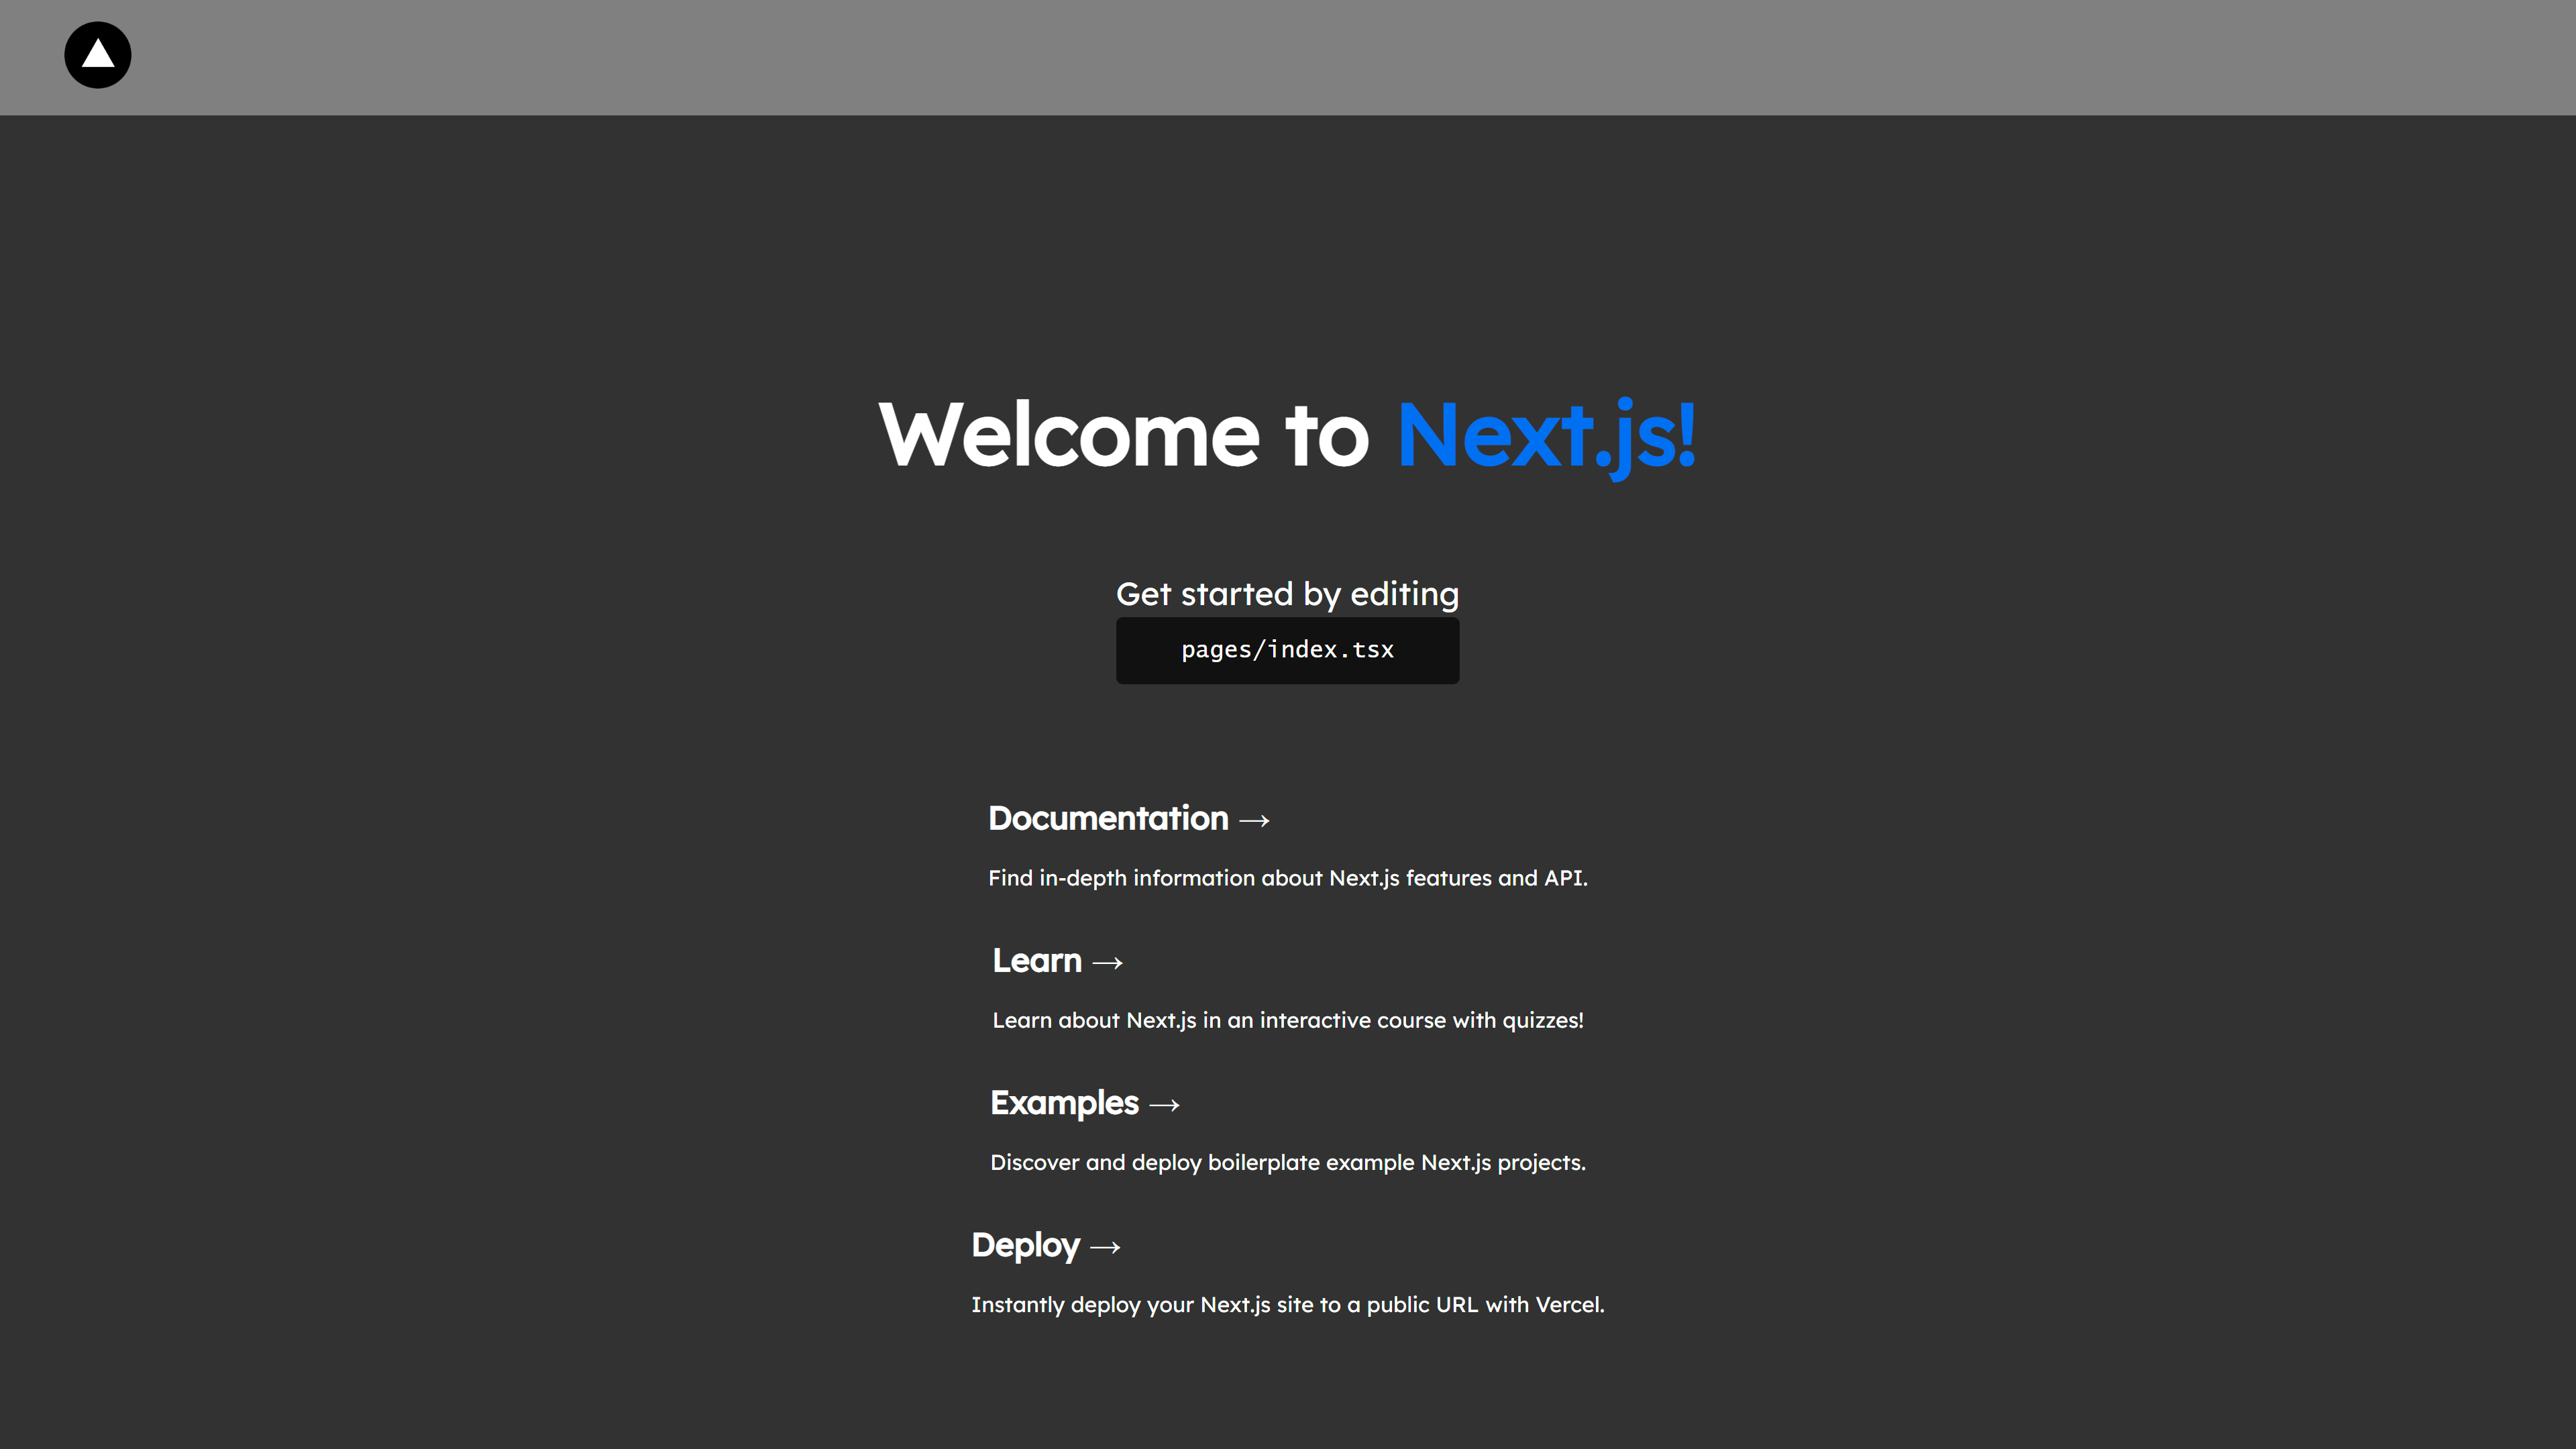 Welcome to Next.js!
Get started by editing
pages/index.tsx
Documentation →
Find in-depth information about Next.js features and API.
Learn →
Learn about Next.js in an interactive course with quizzes!
Examples →
Discover and deploy boilerplate example Next.js projects.
Deploy →
Instantly deploy your Next.js site to a public URL with Vercel.